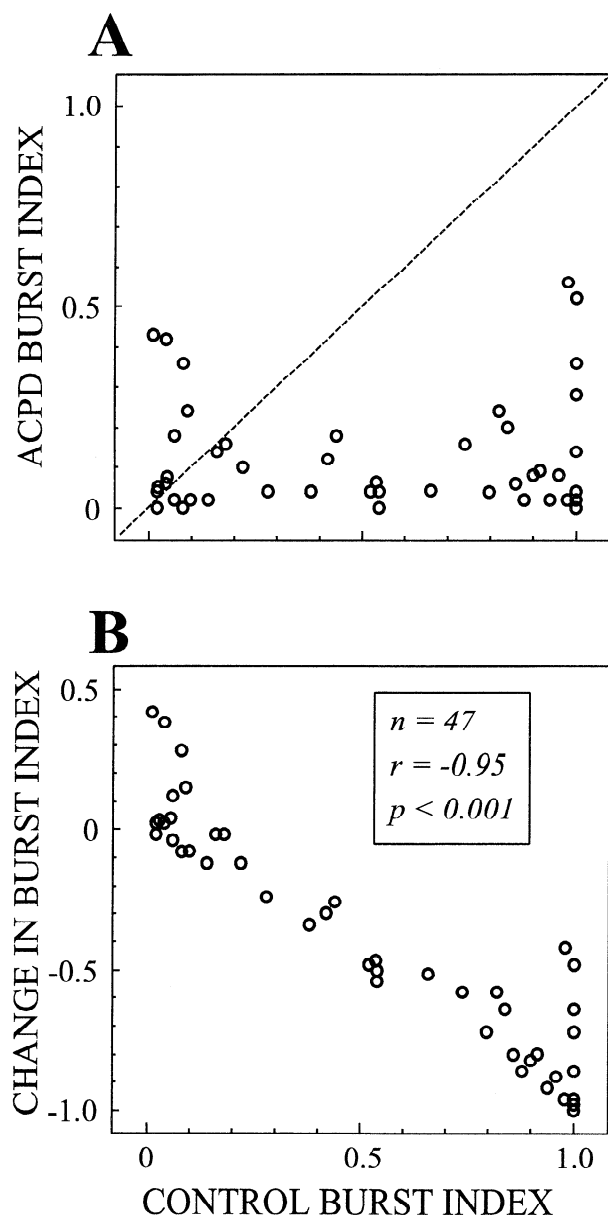 A
ACPD BURST INDEX
1.0
0.5
0
B
CHANGE IN BURST INDEX
0.5
0
-0.5
-1.0
n = 47
r = -0.95
p < 0.001
0
0.5
1.0
CONTROL BURST INDEX